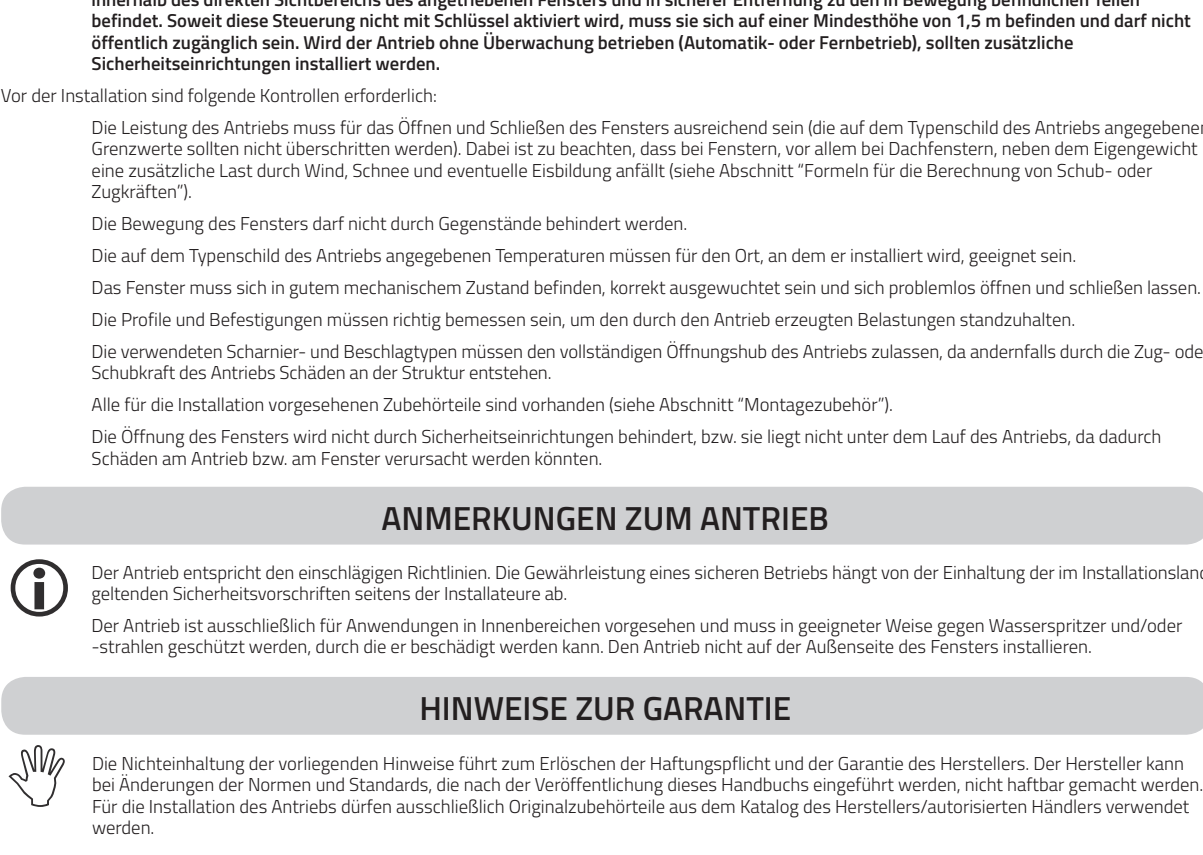 innerhalb des direkten Sichtbereichs des angetriebenen Fensters und in sicherer Entfernung zu den in Bewegung befindlichen Teilen
befindet. Soweit diese Steuerung nicht mit Schlüssel aktiviert wird, muss sie sich auf einer Mindesthöhe von 1,5 m befinden und darf nicht
öffentlich zugänglich sein. Wird der Antrieb ohne Überwachung betrieben (Automatik- oder Fernbetrieb), sollten zusätzliche
Sicherheitseinrichtungen installiert werden.
Vor der Installation sind folgende Kontrollen erforderlich:
Die Leistung des Antriebs muss für das Öffnen und Schließen des Fensters ausreichend sein (die auf dem Typenschild des Antriebs angegebenen
Grenzwerte sollten nicht überschritten werden). Dabei ist zu beachten, dass bei Fenstern, vor allem bei Dachfenstern, neben dem Eigengewicht
eine zusätzliche Last durch Wind, Schnee und eventuelle Eisbildung anfällt (siehe Abschnitt "Formeln für die Berechnung von Schub- oder
Zugkräften").
Die Bewegung des Fensters darf nicht durch Gegenstände behindert werden.
Die auf dem Typenschild des Antriebs angegebenen Temperaturen müssen für den Ort, an dem er installiert wird, geeignet sein.
Das Fenster muss sich in gutem mechanischem Zustand befinden, korrekt ausgewuchtet sein und sich problemlos öffnen und schließen lassen.
Die Profile und Befestigungen müssen richtig bemessen sein, um den durch den Antrieb erzeugten Belastungen standzuhalten.
Die verwendeten Scharnier- und Beschlagtypen müssen den vollständigen Öffnungshub des Antriebs zulassen, da andernfalls durch die Zug- ode
Schubkraft des Antriebs Schäden an der Struktur entstehen.
Alle für die Installation vorgesehenen Zubehörteile sind vorhanden (siehe Abschnitt "Montagezubehör").
Die Öffnung des Fensters wird nicht durch Sicherheitseinrichtungen behindert, bzw. sie liegt nicht unter dem Lauf des Antriebs, da dadurch
Schäden am Antrieb bzw. am Fenster verursacht werden könnten.
ANMERKUNGEN ZUM ANTRIEB
Der Antrieb entspricht den einschlägigen Richtlinien. Die Gewährleistung eines sicheren Betriebs hängt von der Einhaltung der im Installationsland
geltenden Sicherheitsvorschriften seitens der Installateure ab.
Der Antrieb ist ausschließlich für Anwendungen in Innenbereichen vorgesehen und muss in geeigneter Weise gegen Wasserspritzer und/oder
-strahlen geschützt werden, durch die er beschädigt werden kann. Den Antrieb nicht auf der Außenseite des Fensters installieren.
HINWEISE ZUR GARANTIE
Die Nichteinhaltung der vorliegenden Hinweise führt zum Erlöschen der Haftungspflicht und der Garantie des Herstellers. Der Hersteller kann
bei Änderungen der Normen und Standards, die nach der Veröffentlichung dieses Handbuchs eingeführt werden, nicht haftbar gemacht werden.
Für die Installation des Antriebs dürfen ausschließlich Originalzubehörteile aus dem Katalog des Herstellers/autorisierten Händlers verwendet
werden.